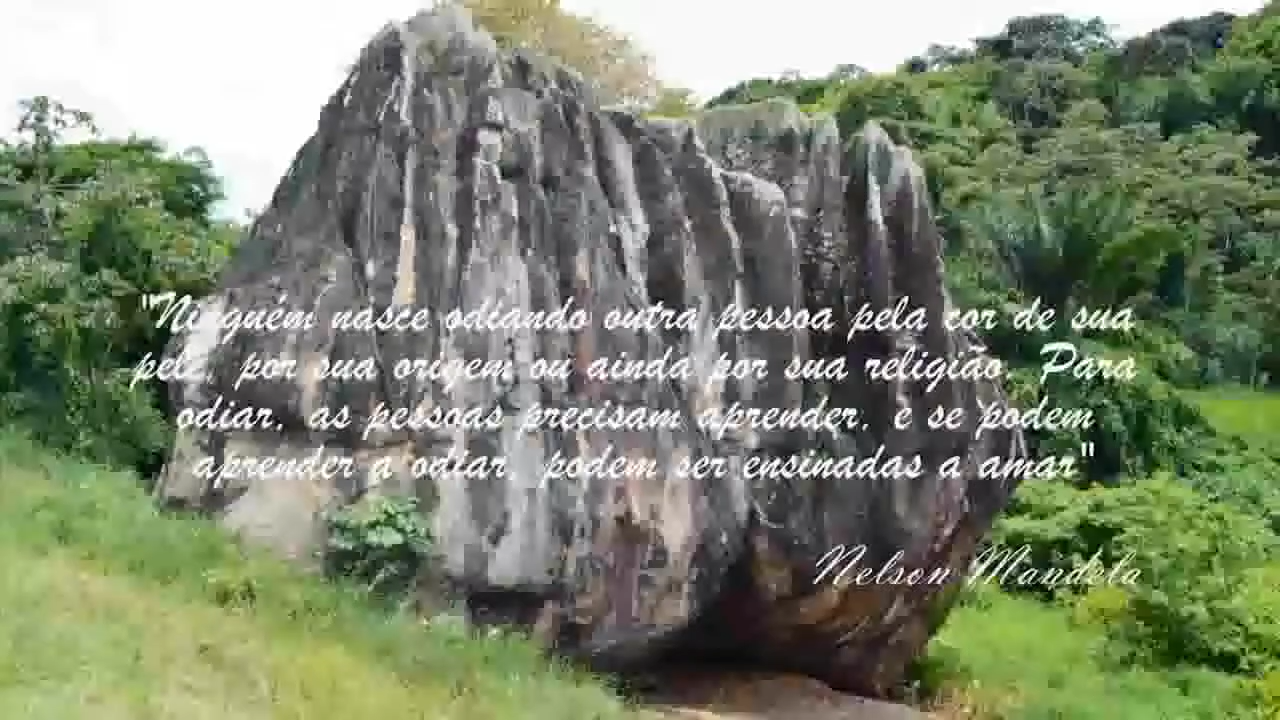 "Ninguém nasce odiando outra pessoa pela cor de sua
pele, por sua origem ou ainda por sua religião. Para
odiar, as pessoas precisam aprender, e se podem
aprender a odiar, podem ser ensinadas a amar"
Nelson Mandela